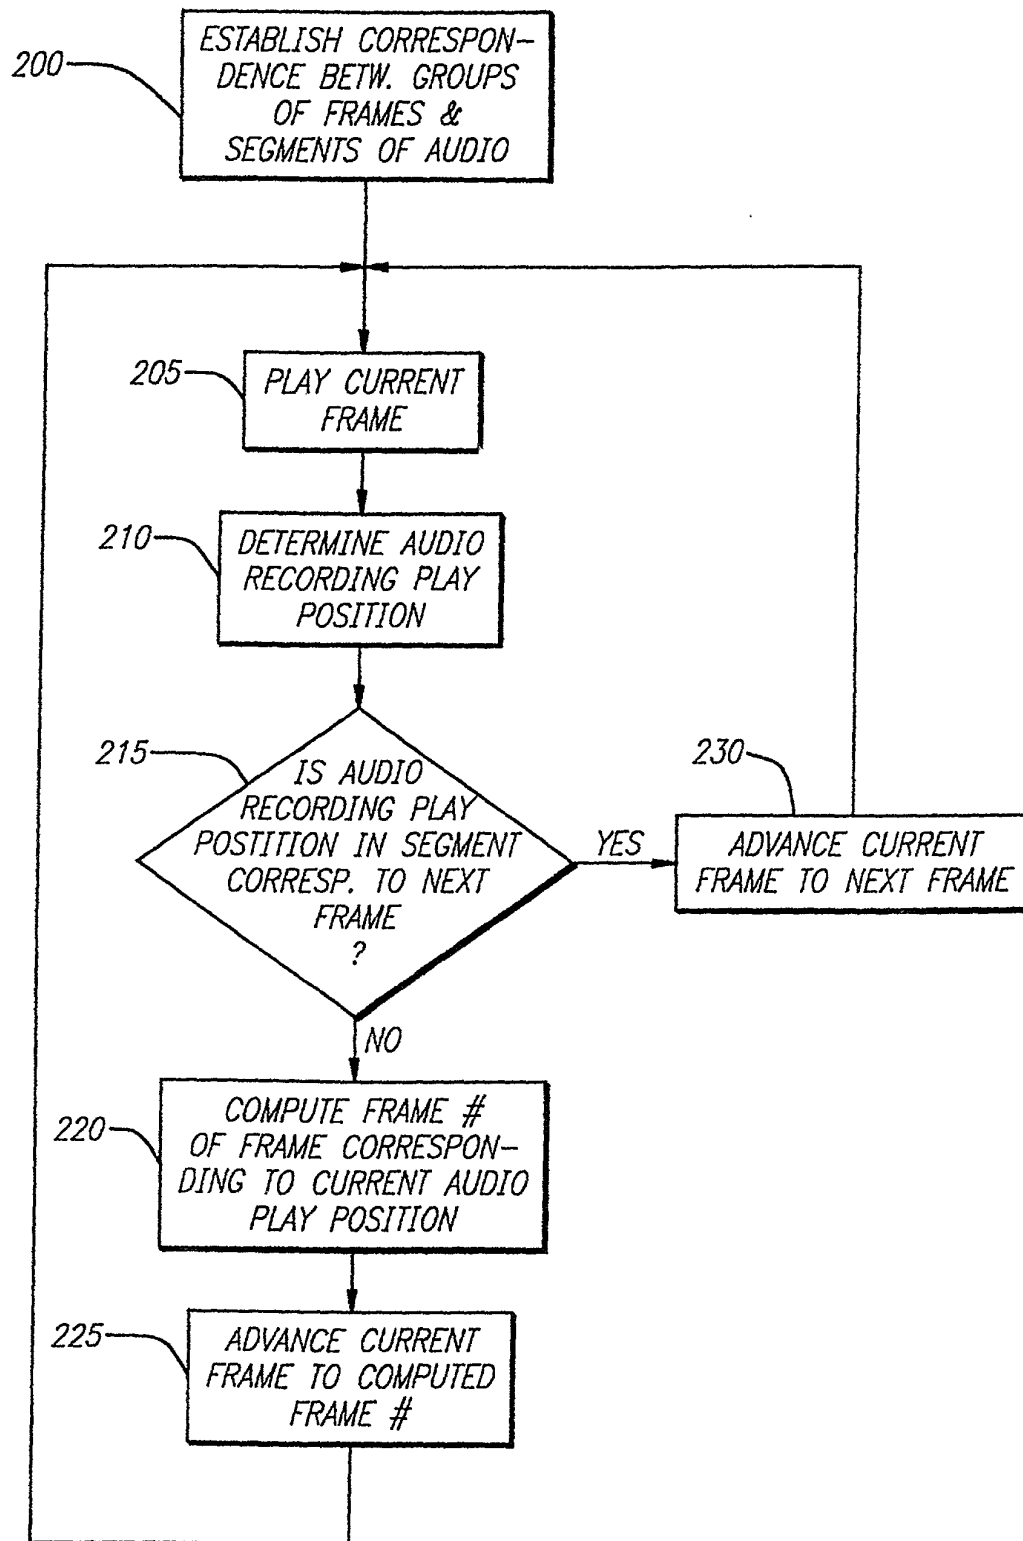 200
ESTABLISH CORRESPON-
DENCE BETW. GROUPS
OF FRAMES &
SEGMENTS OF AUDIO
205
PLAY CURRENT
FRAME
210
DETERMINE AUDIO
RECORDING PLAY
POSITION
215
IS AUDIO
RECORDING PLAY
POSTITION IN SEGMENT
CORRESP. TO NEXT
FRAME
?
YES
230
ADVANCE CURRENT
FRAME TO NEXT FRAME
NO
220
COMPUTE FRAME #
OF FRAME CORRESPON-
DING TO CURRENT AUDIO
PLAY POSITION
225
ADVANCE CURRENT
FRAME TO COMPUTED
FRAME #